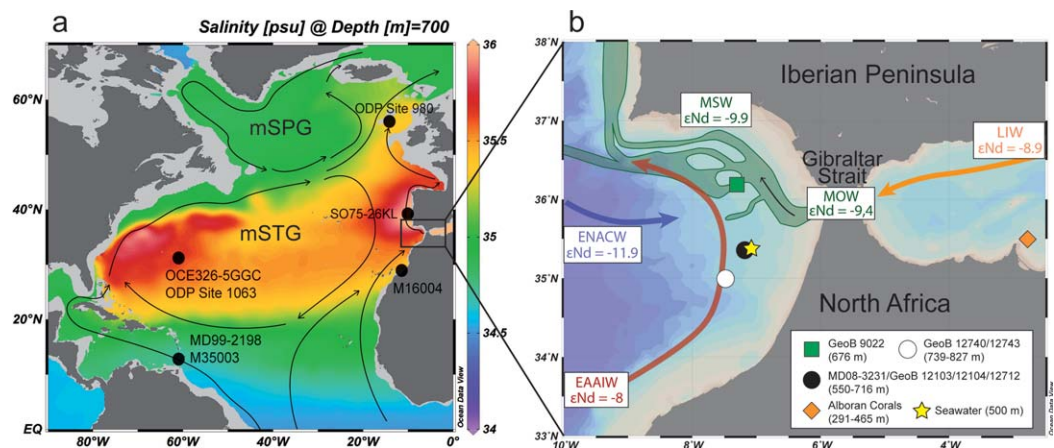 a
Salinity [psu] @ Depth [m]=700
60°N
40°N
20°N
EQ
80°W
60°W
40°W
20°W
0°
mSPG
ODP Site 980
mSTG
SO75-26KL
OCE326-5GGC
ODP Site 1063
M16004
MD99-2198
M35003
36
35.5
35
34.5
34
Ocean Data View
b
38°N
37°N
36°N
35°N
34°N
33°N
10°W
8°W
6°W
4°W
Iberian Peninsula
MSW
εNd = -9.9
LIW
εNd = -8.9
Gibraltar
Strait
MOW
εNd = -9,4
ENACW
εNd = -11.9
North Africa
EAAIW
εNd = -8
GeoB 9022
(676 m)
GeoB 12740/12743
(739-827 m)
MD08-3231/GeoB 12103/12104/12712
(550-716 m)
Alboran Corals
(291-465 m)
Seawater (500 m)
Ocean Data View